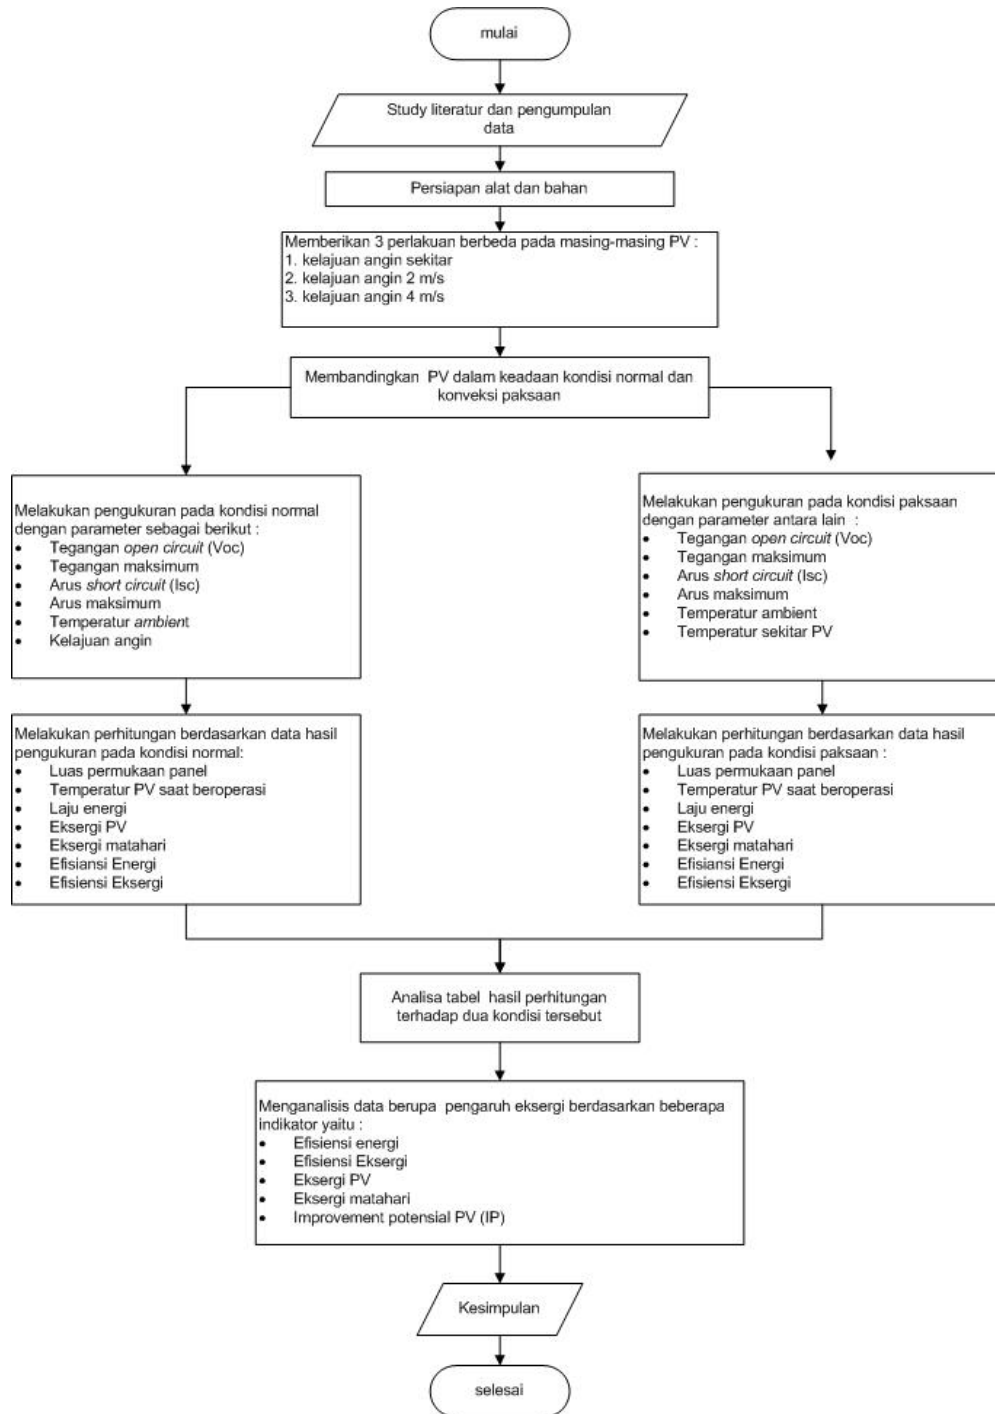 mulai
Study literatur dan pengumpulan
data
Persiapan alat dan bahan
Memberikan 3 perlakuan berbeda pada masing-masing PV :
1. kelajuan angin sekitar
2. kelajuan angin 2 m/s
3. kelajuan angin 4 m/s
Membandingkan PV dalam keadaan kondisi normal dan
konveksi paksaan
Melakukan pengukuran pada kondisi normal
dengan parameter sebagai berikut :
• Tegangan open circuit (Voc)
• Tegangan maksimum
• Arus short circuit (Isc)
• Arus maksimum
• Temperatur ambient
• Kelajuan angin
Melakukan pengukuran pada kondisi paksaan
dengan parameter antara lain :
• Tegangan open circuit (Voc)
• Tegangan maksimum
• Arus short circuit (Isc)
• Arus maksimum
• Temperatur ambient
• Temperatur sekitar PV
Melakukan perhitungan berdasarkan data hasil
pengukuran pada kondisi normal:
• Luas permukaan panel
• Temperatur PV saat beroperasi
• Laju energi
• Eksergi PV
• Eksergi matahari
• Efisiansi Energi
• Efisiensi Eksergi
Melakukan perhitungan berdasarkan data hasil
pengukuran pada kondisi paksaan :
• Luas permukaan panel
• Temperatur PV saat beroperasi
• Laju energi
• Eksergi PV
• Eksergi matahari
• Efisiansi Energi
• Efisiensi Eksergi
Analisa tabel hasil perhitungan
terhadap dua kondisi tersebut
Menganalisis data berupa pengaruh eksergi berdasarkan beberapa
indikator yaitu :
• Efisiensi energi
• Efisiensi Eksergi
• Eksergi PV
• Eksergi matahari
• Improvement potensial PV (IP)
Kesimpulan
selesai